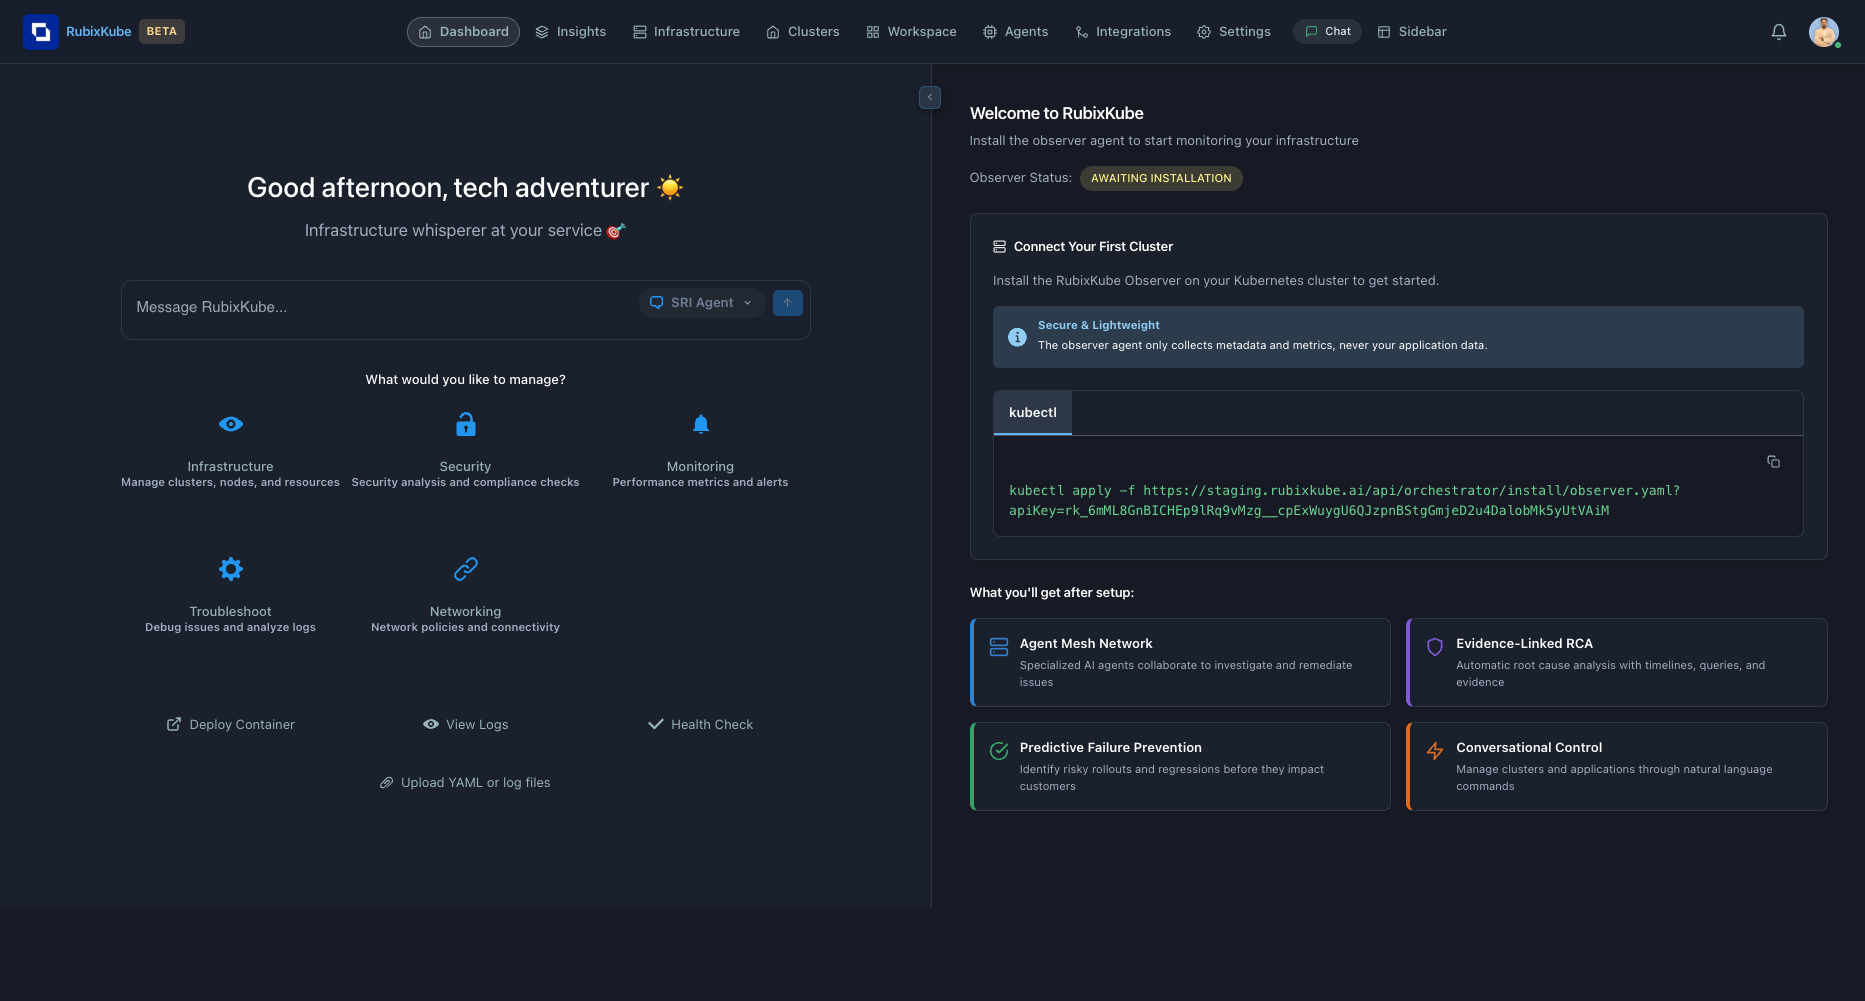 RubixKube BETA
Dashboard Insights Infrastructure Clusters Workspace Agents Integrations Settings Chat Sidebar
Good afternoon, tech adventurer
Infrastructure whisperer at your service
Message RubixKube...
SRI Agent
What would you like to manage?
Infrastructure
Manage clusters, nodes, and resources
Security
Security analysis and compliance checks
Monitoring
Performance metrics and alerts
Troubleshoot
Debug issues and analyze logs
Networking
Network policies and connectivity
Deploy Container
View Logs
Health Check
Upload YAML or log files
Welcome to RubixKube
Install the observer agent to start monitoring your infrastructure
Observer Status: AWAITING INSTALLATION
Connect Your First Cluster
Install the RubixKube Observer on your Kubernetes cluster to get started.
Secure & Lightweight
The observer agent only collects metadata and metrics, never your application data.
kubectl
kubectl apply -f https://staging.rubixkube.ai/api/orchestrator/install/observer.yaml?
apiKey=rk_6mML8GnBICHEp9lRq9vMzg__cpExWuygU6QJzpnBStgGmjeD2u4DalobMk5yUtVAiM
What you'll get after setup:
Agent Mesh Network
Specialized AI agents collaborate to investigate and remediate
issues
Evidence-Linked RCA
Automatic root cause analysis with timelines, queries, and
evidence
Predictive Failure Prevention
Identify risky rollouts and regressions before they impact
customers
Conversational Control
Manage clusters and applications through natural language
commands